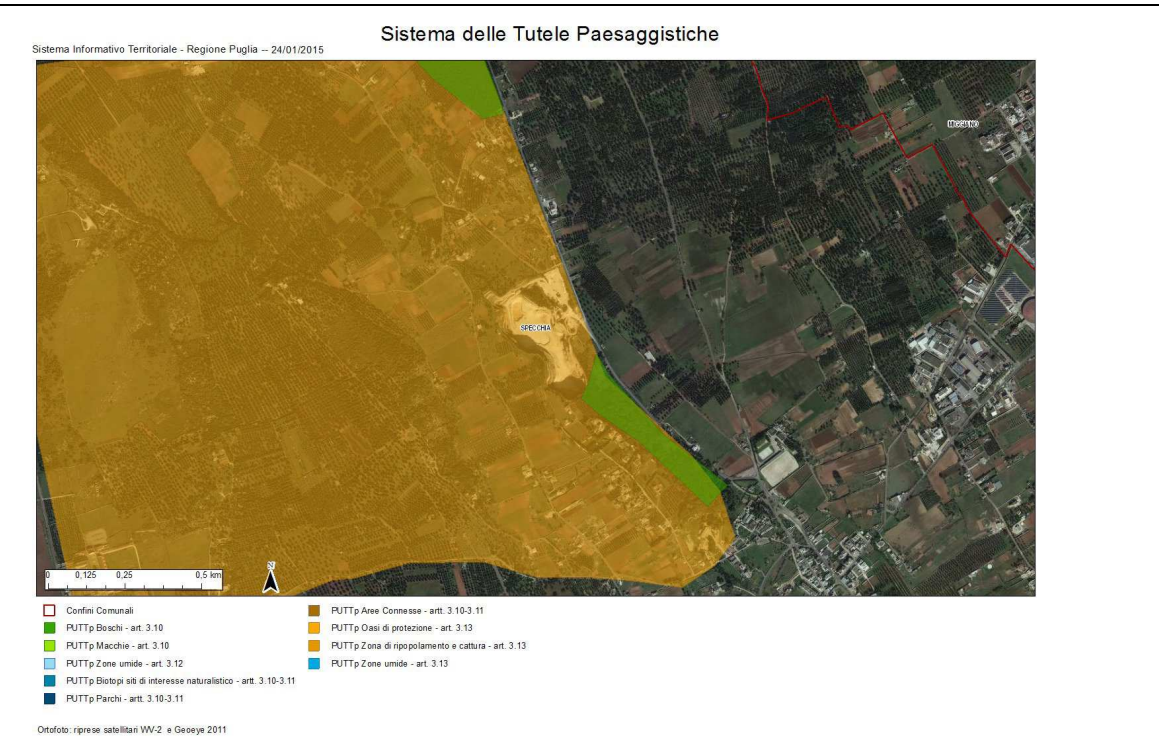 Sistema delle Tutele Paesaggistiche
Sistema Informativo Territoriale - Regione Puglia -- 24/01/2015
MIGGIANO
SPECCHIA
0 0,125 0,25 0,5 km
N
Confini Comunali
PUTTp Boschi - art. 3.10
PUTTp Macchie - art. 3.10
PUTTp Zone umide - art. 3.12
PUTTp Biotopi siti di interesse naturalistico - artt. 3.10-3.11
PUTTp Parchi - artt. 3.10-3.11
PUTTp Aree Connesse - artt. 3.10-3.11
PUTTp Oasi di protezione - art. 3.13
PUTTp Zona di ripopolamento e cattura - art. 3.13
PUTTp Zone umide - art. 3.13
Ortofoto: riprese satellitari WV-2 e Geoeye 2011